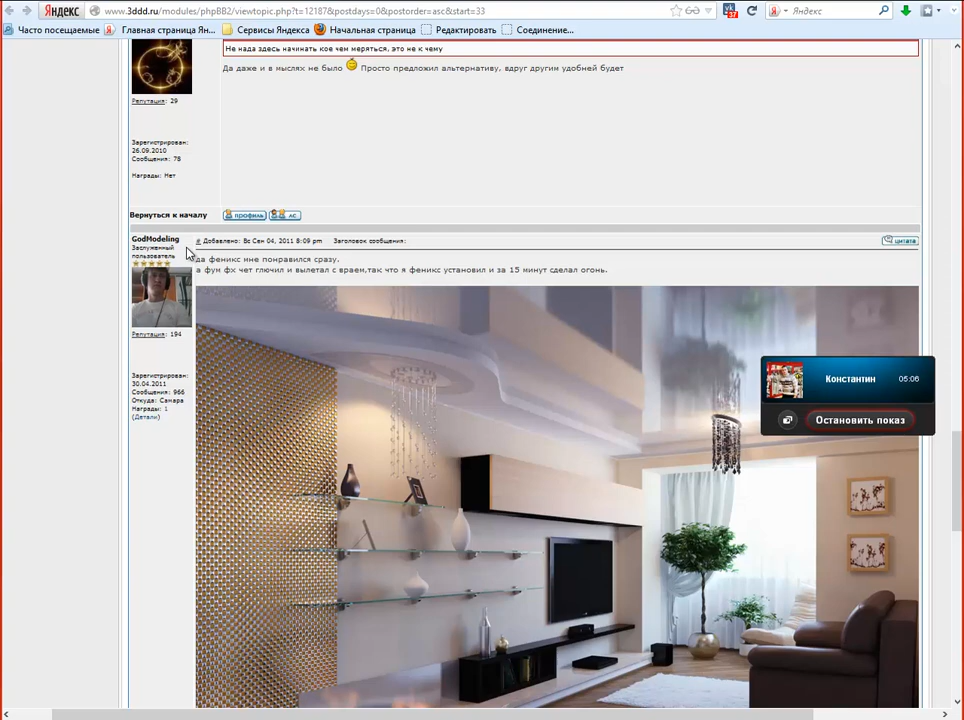 Яндекс
www.3ddd.ru/modules/phpBB2/viewtopic.php?t=12187&postdays=0&postorder=asc&start=33
37
Яндекс
Часто посещаемые
Главная страница Ян...
Сервисы Яндекса
Начальная страница
Редактировать
Соединение...
Не нада здесь начинать кое чем меряться, это не к чему
Да даже и в мыслях не было Просто предложил альтернативу, вдруг другим удобней будет
Репутация: 29
Зарегистрирован:
26.09.2010
Сообщения: 78
Награды: Нет
Вернуться к началу
профиль
лс
GodModeling
Заслуженный
пользователь
# Добавлено: Вс Сен 04, 2011 8:09 pm Заголовок сообщения:
цитата
да феникс мне понравился сразу.
а фум фх чет глючил и вылетал с враем,так что я феникс установил и за 15 минут сделал огонь.
Репутация: 194
Зарегистрирован:
30.04.2011
Сообщения: 966
Откуда: Самара
Награды: 1
(Детали)
Константин
05:06
Остановить показ